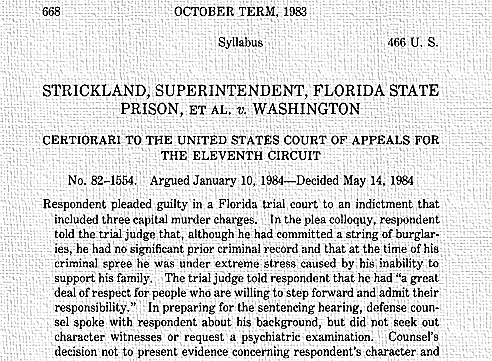 668 OCTOBER TERM, 1983
Syllabus 466 U. S.
STRICKLAND, SUPERINTENDENT, FLORIDA STATE
PRISON, ET AL. v. WASHINGTON
CERTIORARI TO THE UNITED STATES COURT OF APPEALS FOR
THE ELEVENTH CIRCUIT
No. 82–1554. Argued January 10, 1984—Decided May 14, 1984
Respondent pleaded guilty in a Florida trial court to an indictment that
included three capital murder charges. In the plea colloquy, respondent
told the trial judge that, although he had committed a string of burglar-
ies, he had no significant prior criminal record and that at the time of his
criminal spree he was under extreme stress caused by his inability to
support his family. The trial judge told respondent that he had “a great
deal of respect for people who are willing to step forward and admit their
responsibility.” In preparing for the sentencing hearing, defense coun-
sel spoke with respondent about his background, but did not seek out
character witnesses or request a psychiatric examination. Counsel's
decision not to present evidence concerning respondent's character and